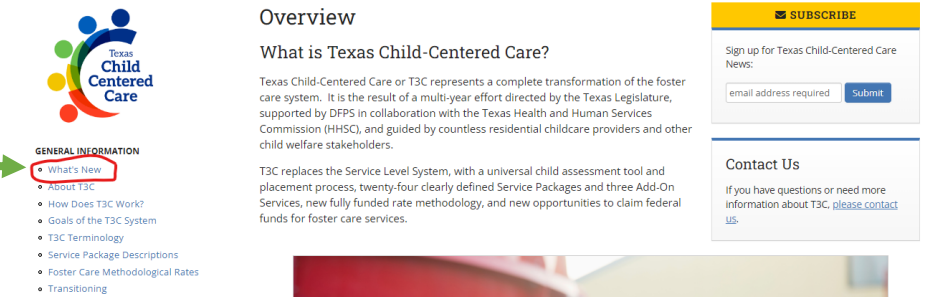 Texas
Child
Centered
Care
GENERAL INFORMATION
What's New
About T3C
How Does T3C Work?
Goals of the T3C System
T3C Terminology
Service Package Descriptions
Foster Care Methodological Rates
Transitioning
Overview
What is Texas Child-Centered Care?
Texas Child-Centered Care or T3C represents a complete transformation of the foster
care system. It is the result of a multi-year effort directed by the Texas Legislature,
supported by DFPS in collaboration with the Texas Health and Human Services
Commission (HHSC), and guided by countless residential childcare providers and other
child welfare stakeholders.
T3C replaces the Service Level System, with a universal child assessment tool and
placement process, twenty-four clearly defined Service Packages and three Add-On
Services, new fully funded rate methodology, and new opportunities to claim federal
funds for foster care services.
SUBSCRIBE
Sign up for Texas Child-Centered Care
News:
email address required Submit
Contact Us
If you have questions or need more
information about T3C, please contact
us.